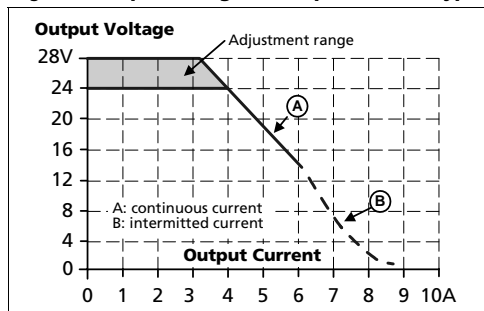 Output Voltage
Adjustment range
28V
24
20
16
12
8
4
0
A
B
A: continuous current
B: intermitted current
Output Current
0 1 2 3 4 5 6 7 8 9 10A